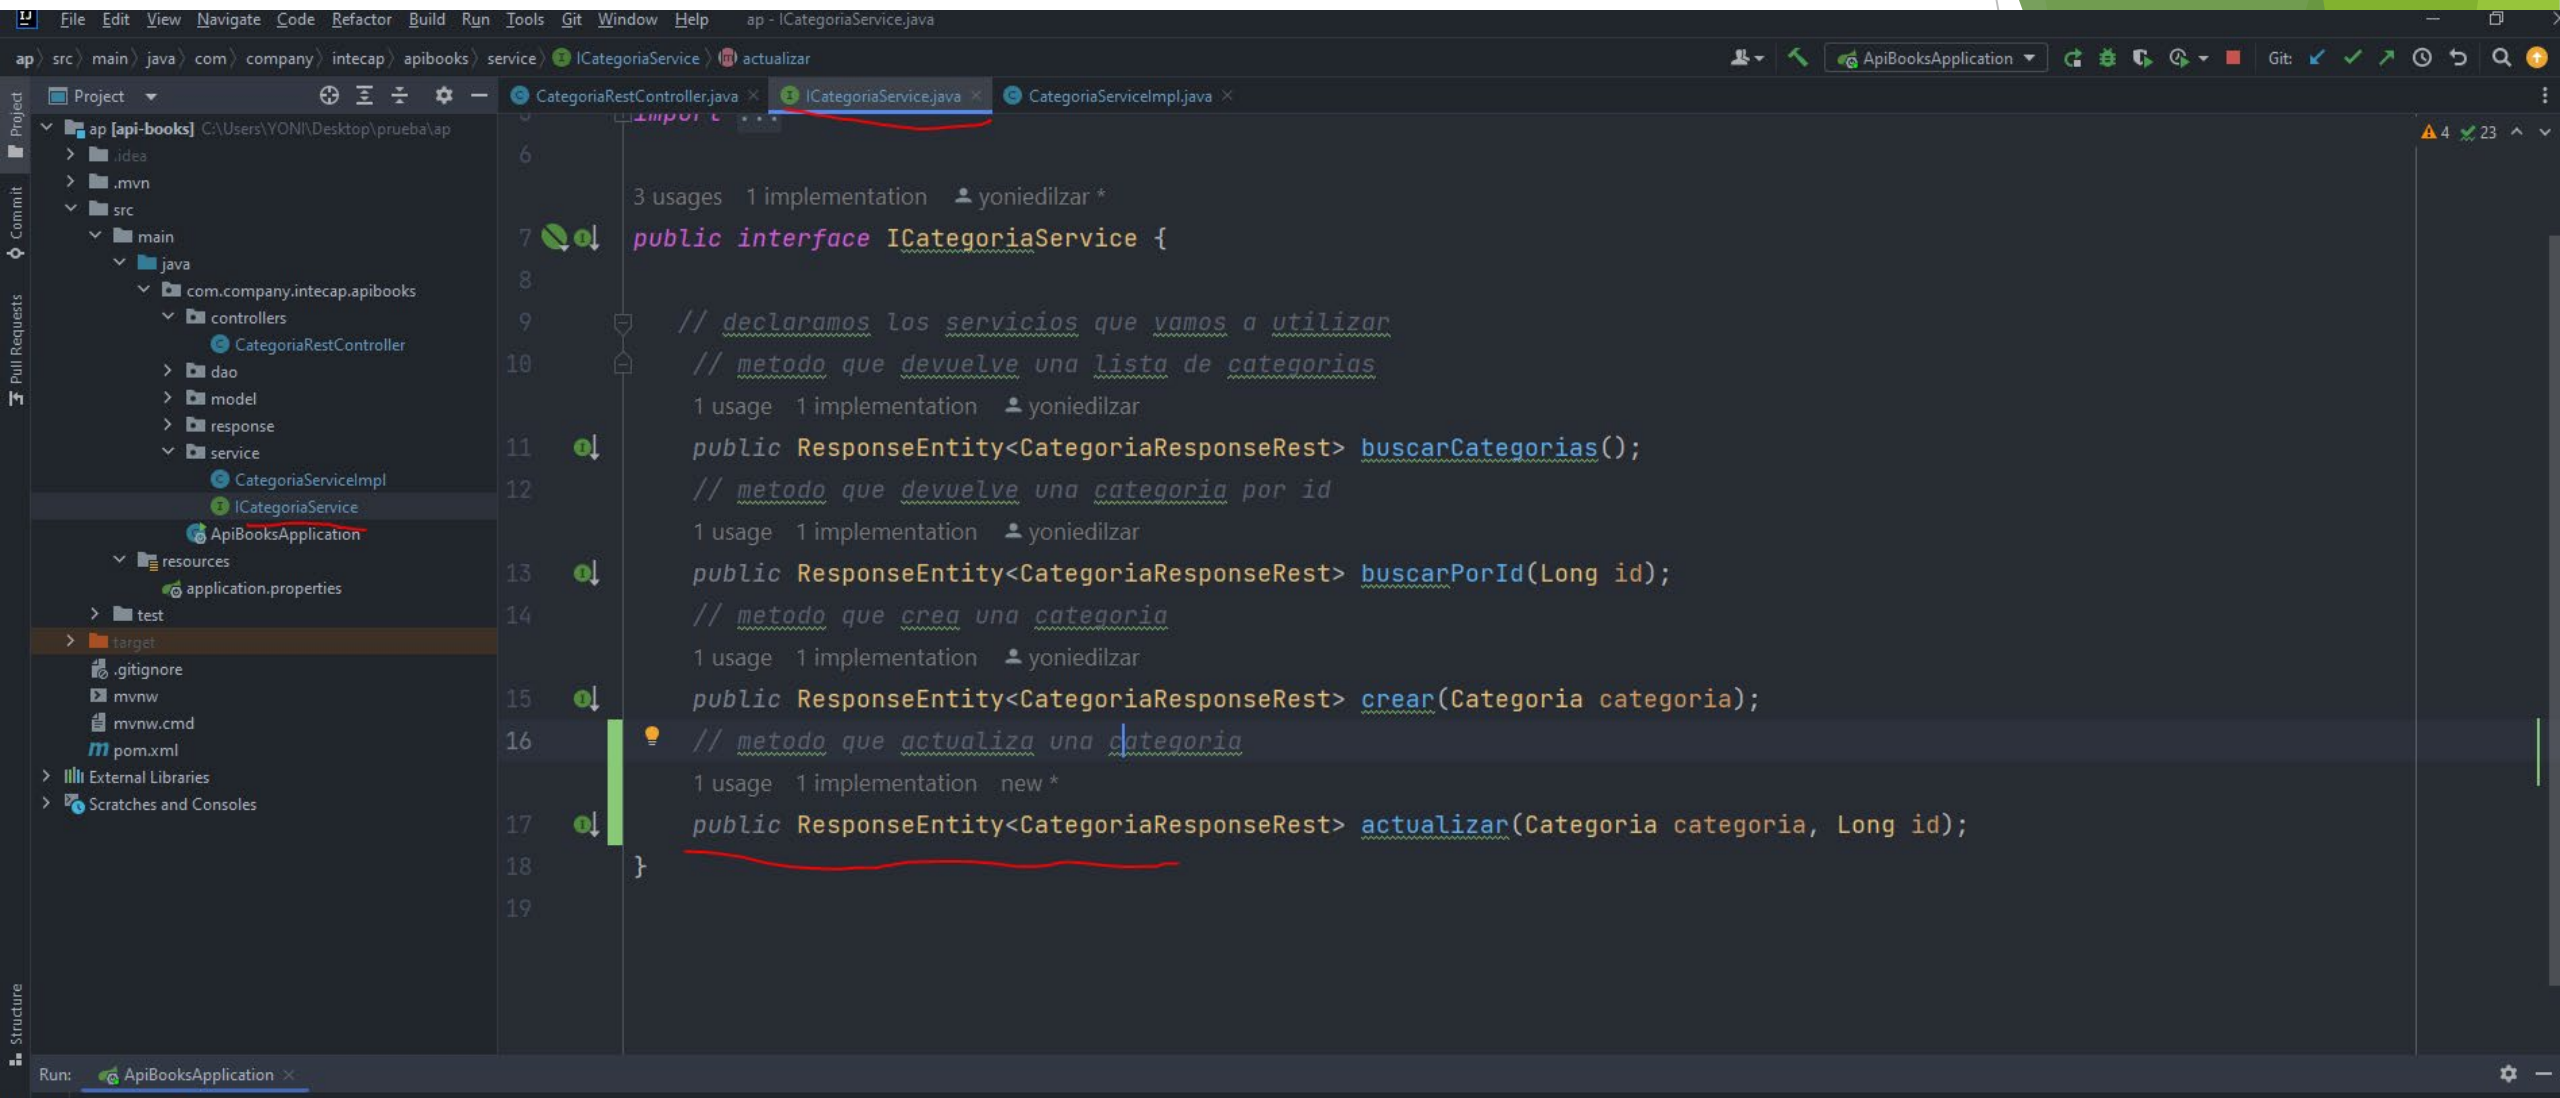 File Edit View Navigate Code Refactor Build Run Tools Git Window Help ap - ICategoriaService.java
ap src main java com company intecap apibooks service ICategoriaService actualizar
ApiBooksApplication Git:
Project
CategoriaRestController.java ICategoriaService.java CategoriaServiceImpl.java
Project
Commit
Pull Requests
Structure
ap [api-books] C:\Users\YONI\Desktop\prueba\ap
.idea
.mvn
src
main
java
com.company.intecap.apibooks
controllers
CategoriaRestController
dao
model
response
service
CategoriaServiceImpl
ICategoriaService
ApiBooksApplication
resources
application.properties
test
target
.gitignore
mvnw
mvnw.cmd
pom.xml
External Libraries
Scratches and Consoles
4 23
import ...
6
3 usages 1 implementation yoniedilzar *
7 public interface ICategoriaService {
8
9 // declaramos los servicios que vamos a utilizar
10 // metodo que devuelve una lista de categorias
1 usage 1 implementation yoniedilzar
11 public ResponseEntity<CategoriaResponseRest> buscarCategorias();
12 // metodo que devuelve una categoria por id
1 usage 1 implementation yoniedilzar
13 public ResponseEntity<CategoriaResponseRest> buscarPorId(Long id);
14 // metodo que crea una categoria
1 usage 1 implementation yoniedilzar
15 public ResponseEntity<CategoriaResponseRest> crear(Categoria categoria);
16 // metodo que actualiza una categoria
1 usage 1 implementation new *
17 public ResponseEntity<CategoriaResponseRest> actualizar(Categoria categoria, Long id);
18 }
19
Run: ApiBooksApplication